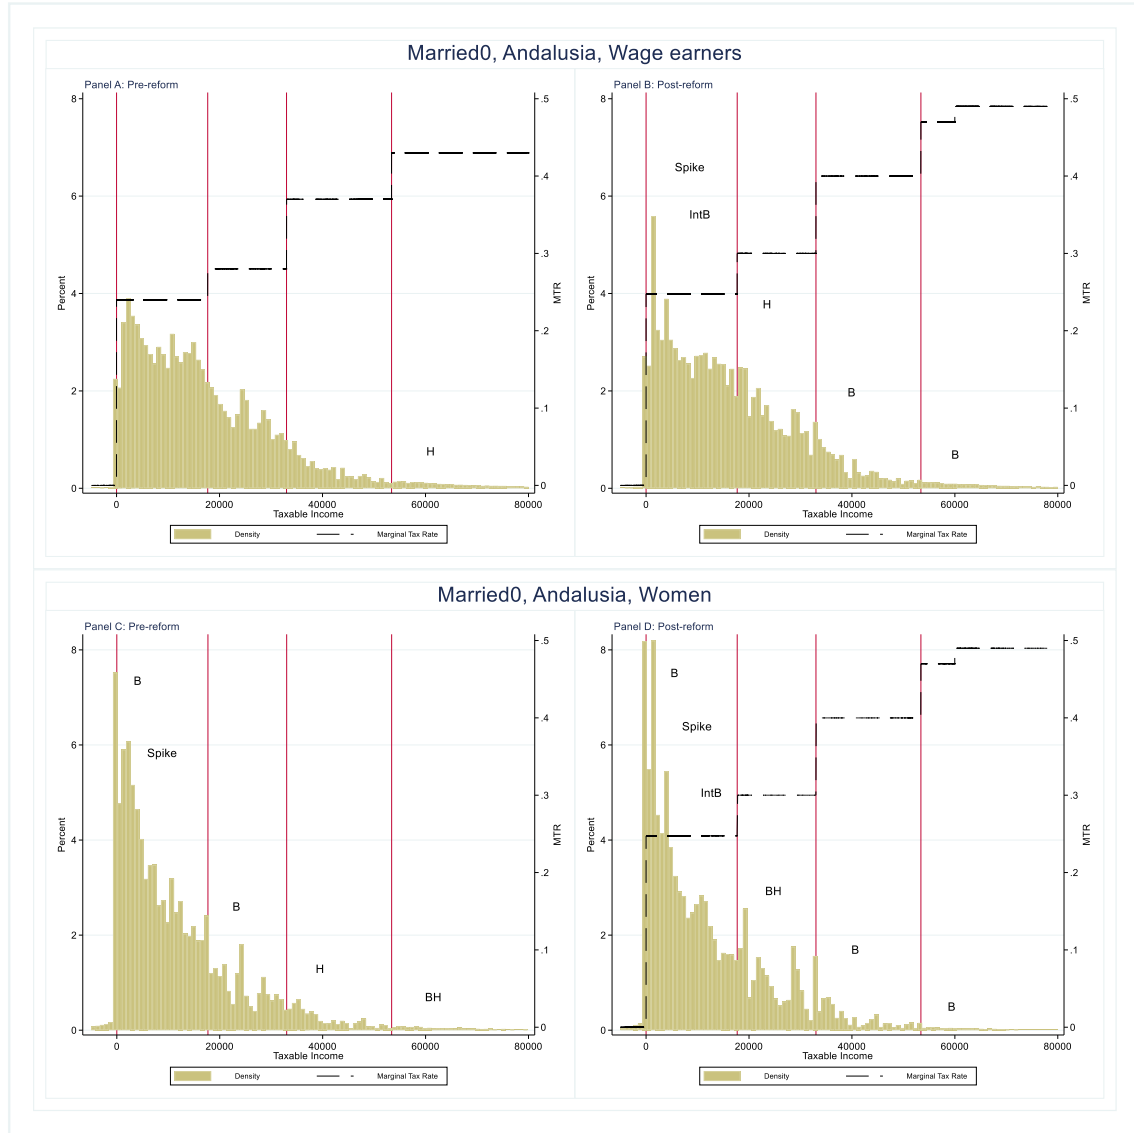 Married0, Andalusia, Wage earners
Panel A: Pre-reform
8
6
4
2
0
Percent
.5
.4
.3
.2
.1
0
MTR
H
0 20000 40000 60000 80000
Taxable Income
Density Marginal Tax Rate
Panel B: Post-reform
8
6
4
2
0
Percent
.5
.4
.3
.2
.1
0
MTR
Spike
IntB
H
B
B
0 20000 40000 60000 80000
Taxable Income
Density Marginal Tax Rate
Married0, Andalusia, Women
Panel C: Pre-reform
8
6
4
2
0
Percent
.5
.4
.3
.2
.1
0
MTR
B
Spike
B
H
BH
0 20000 40000 60000 80000
Taxable Income
Density Marginal Tax Rate
Panel D: Post-reform
8
6
4
2
0
Percent
.5
.4
.3
.2
.1
0
MTR
B
Spike
IntB
BH
B
B
0 20000 40000 60000 80000
Taxable Income
Density Marginal Tax Rate